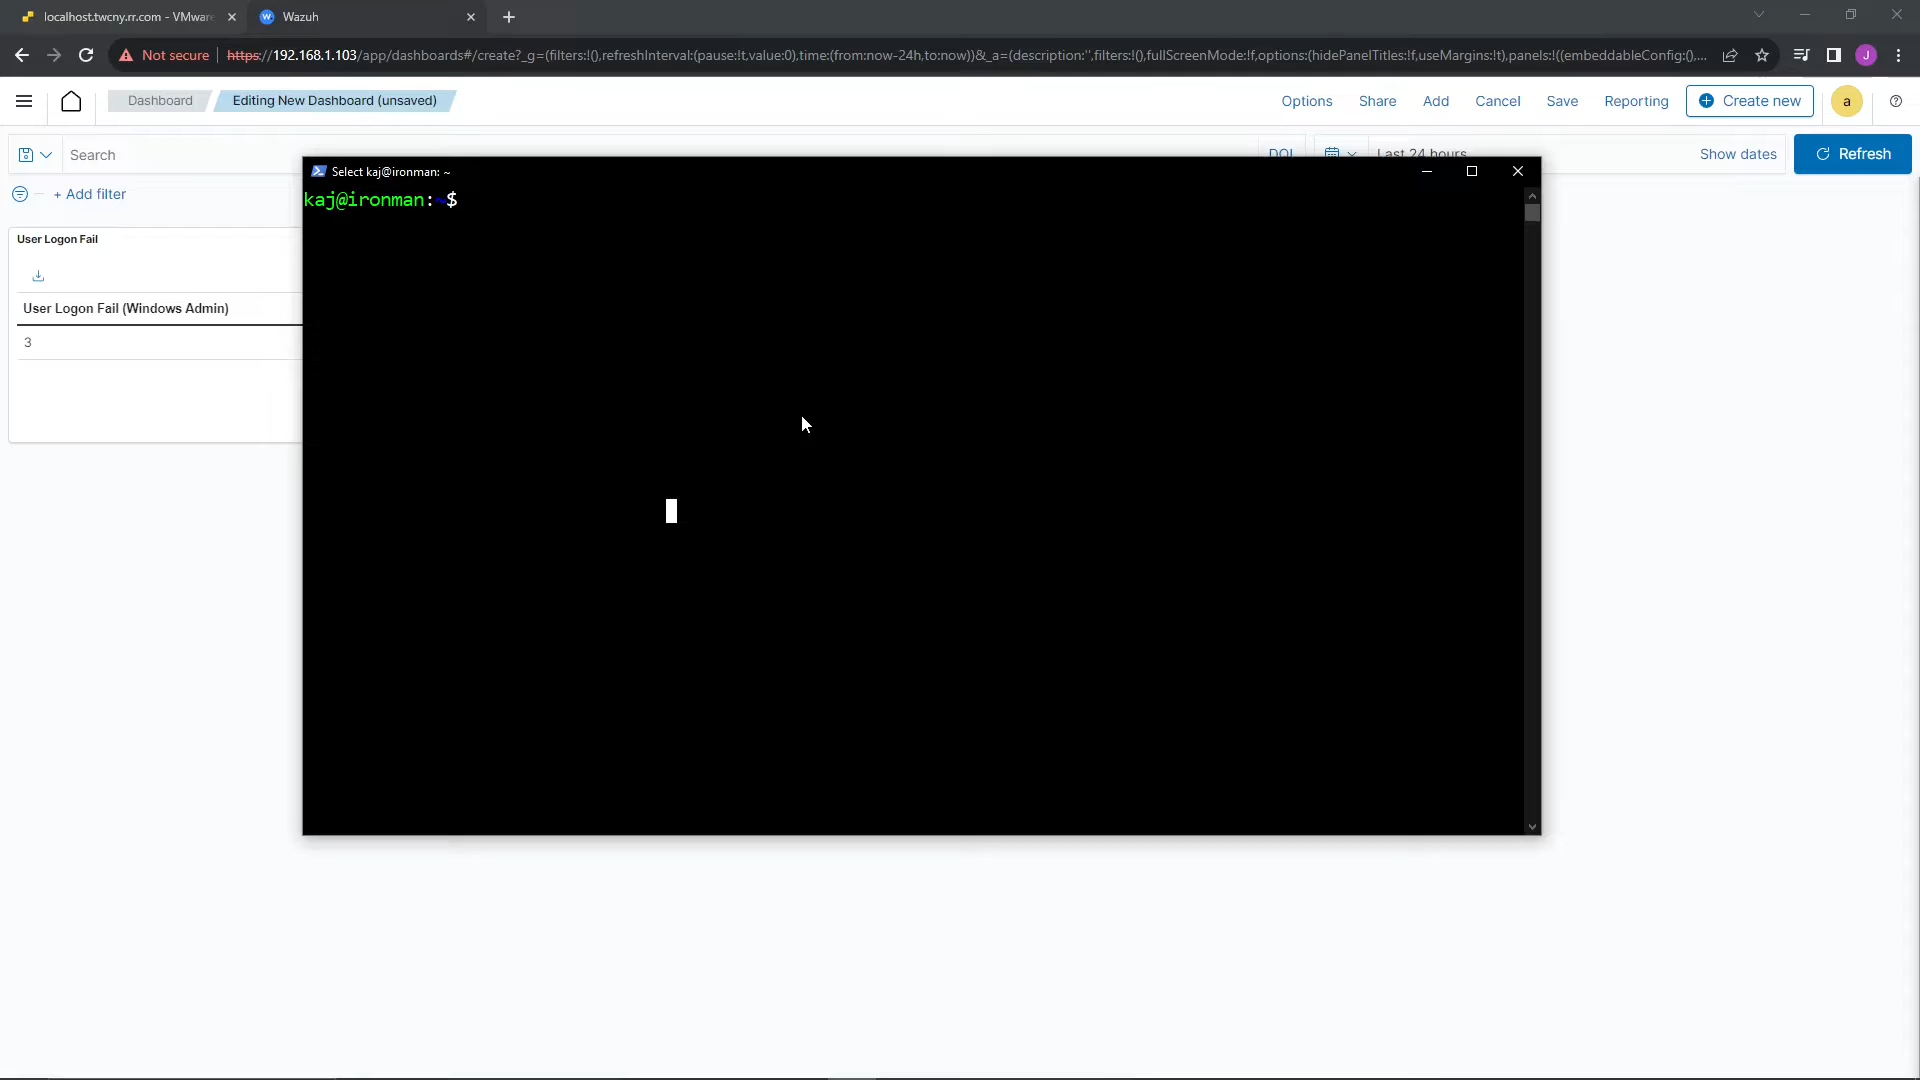 localhost.twcny.rr.com - VMware
Wazuh
Not secure
https://192.168.1.103/app/dashboards#/create?_g=(filters:!(),refreshInterval:(pause:!t,value:0),time:(from:now-24h,to:now))&_a=(description:'',filters:!(),fullScreenMode:!f,options:(hidePanelTitles:!f,useMargins:!t),panels:!((embeddableConfig:(),...
J
Dashboard
Editing New Dashboard (unsaved)
Options
Share
Add
Cancel
Save
Reporting
Create new
a
Search
DQL
Last 24 hours
Show dates
Refresh
+ Add filter
Select kaj@ironman: ~
kaj@ironman:~$
User Logon Fail
User Logon Fail (Windows Admin)
3